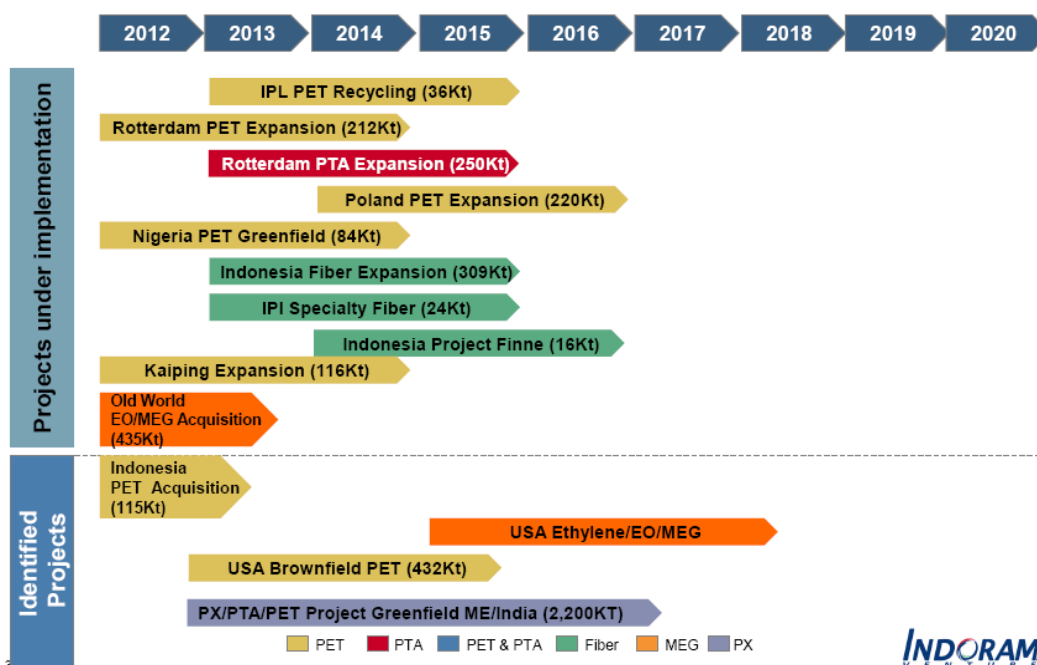 2012 2013 2014 2015 2016 2017 2018 2019 2020
Projects under implementation
IPL PET Recycling (36Kt)
Rotterdam PET Expansion (212Kt)
Rotterdam PTA Expansion (250Kt)
Poland PET Expansion (220Kt)
Nigeria PET Greenfield (84Kt)
Indonesia Fiber Expansion (309Kt)
IPI Specialty Fiber (24Kt)
Indonesia Project Finne (16Kt)
Kaiping Expansion (116Kt)
Old World
EO/MEG Acquisition
(435Kt)
Identified
Projects
Indonesia
PET Acquisition
(115Kt)
USA Ethylene/EO/MEG
USA Brownfield PET (432Kt)
PX/PTA/PET Project Greenfield ME/India (2,200KT)
PET PTA PET & PTA Fiber MEG PX
INDORAM